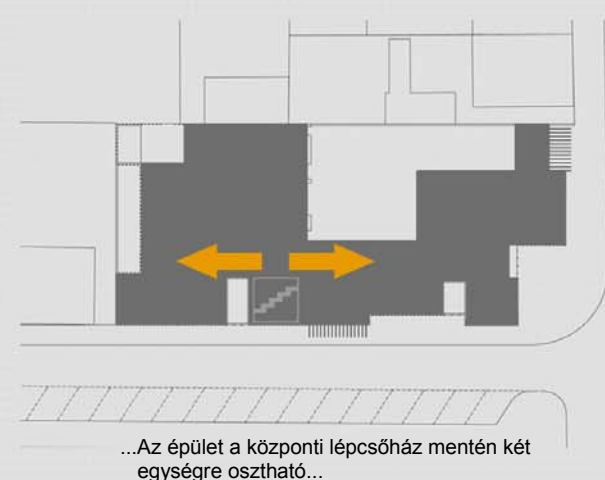 ...Az épület a központi lépcsőház mentén két
egységre osztható...